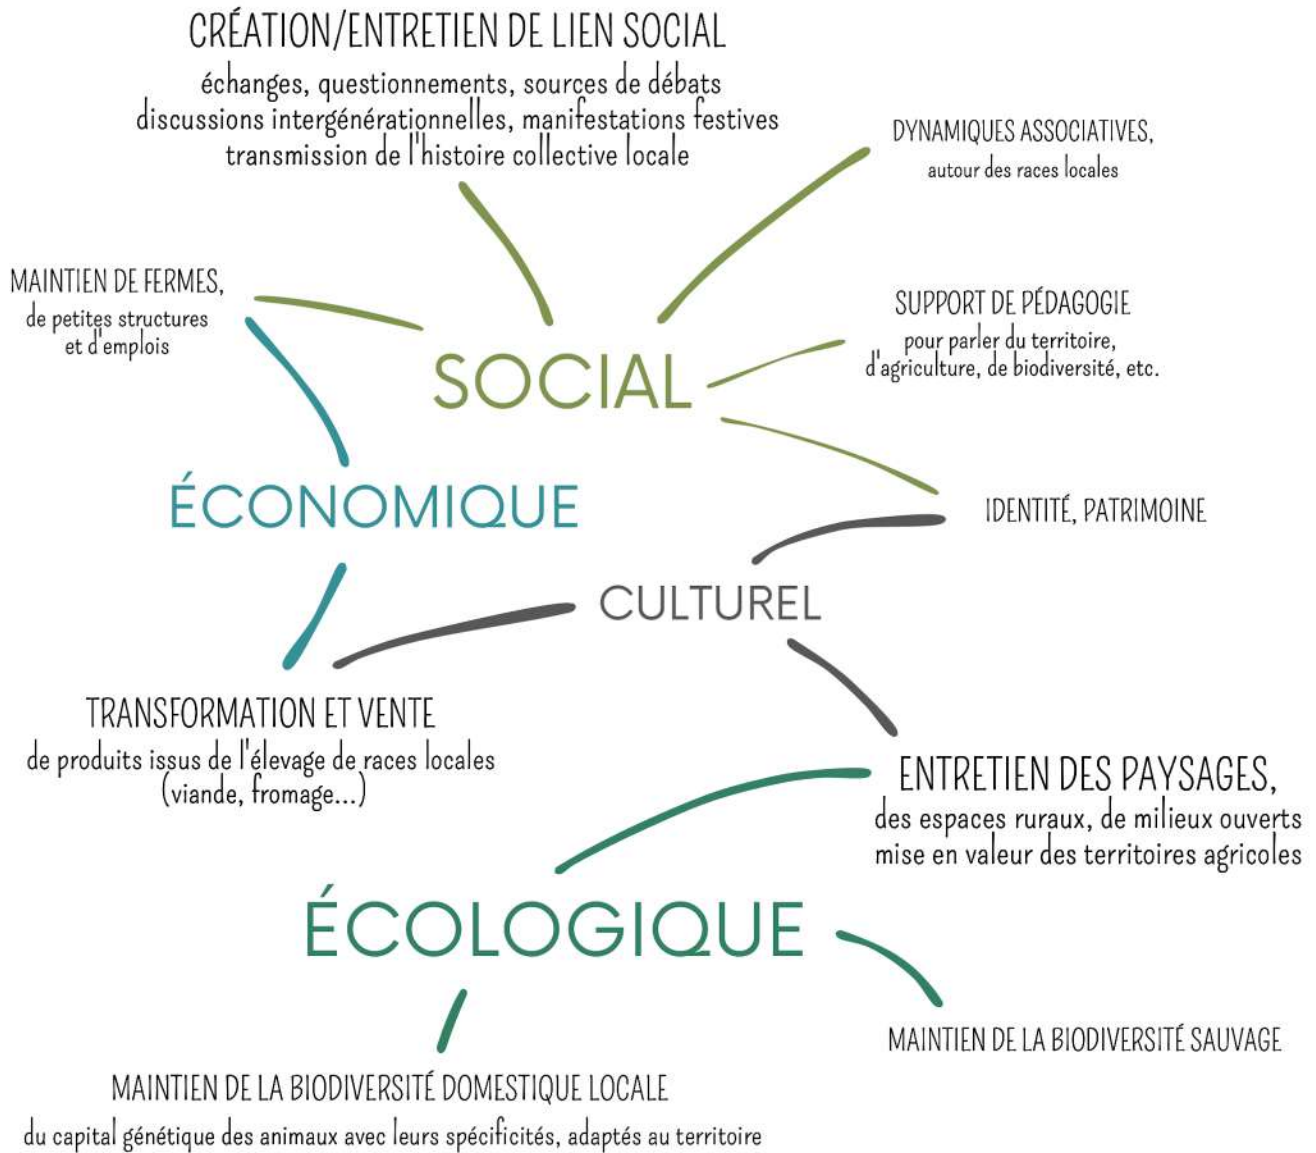 CRÉATION/ENTRETIEN DE LIEN SOCIAL
échanges, questionnements, sources de débats
discussions intergénérationnelles, manifestations festives
transmission de l'histoire collective locale
DYNAMIQUES ASSOCIATIVES,
autour des races locales
MAINTIEN DE FERMES,
de petites structures
et d'emplois
SUPPORT DE PÉDAGOGIE
pour parler du territoire,
d'agriculture, de biodiversité, etc.
SOCIAL
ÉCONOMIQUE
IDENTITÉ, PATRIMOINE
CULTUREL
TRANSFORMATION ET VENTE
de produits issus de l'élevage de races locales
(viande, fromage...)
ENTRETIEN DES PAYSAGES,
des espaces ruraux, de milieux ouverts
mise en valeur des territoires agricoles
ÉCOLOGIQUE
MAINTIEN DE LA BIODIVERSITÉ SAUVAGE
MAINTIEN DE LA BIODIVERSITÉ DOMESTIQUE LOCALE
du capital génétique des animaux avec leurs spécificités, adaptés au territoire